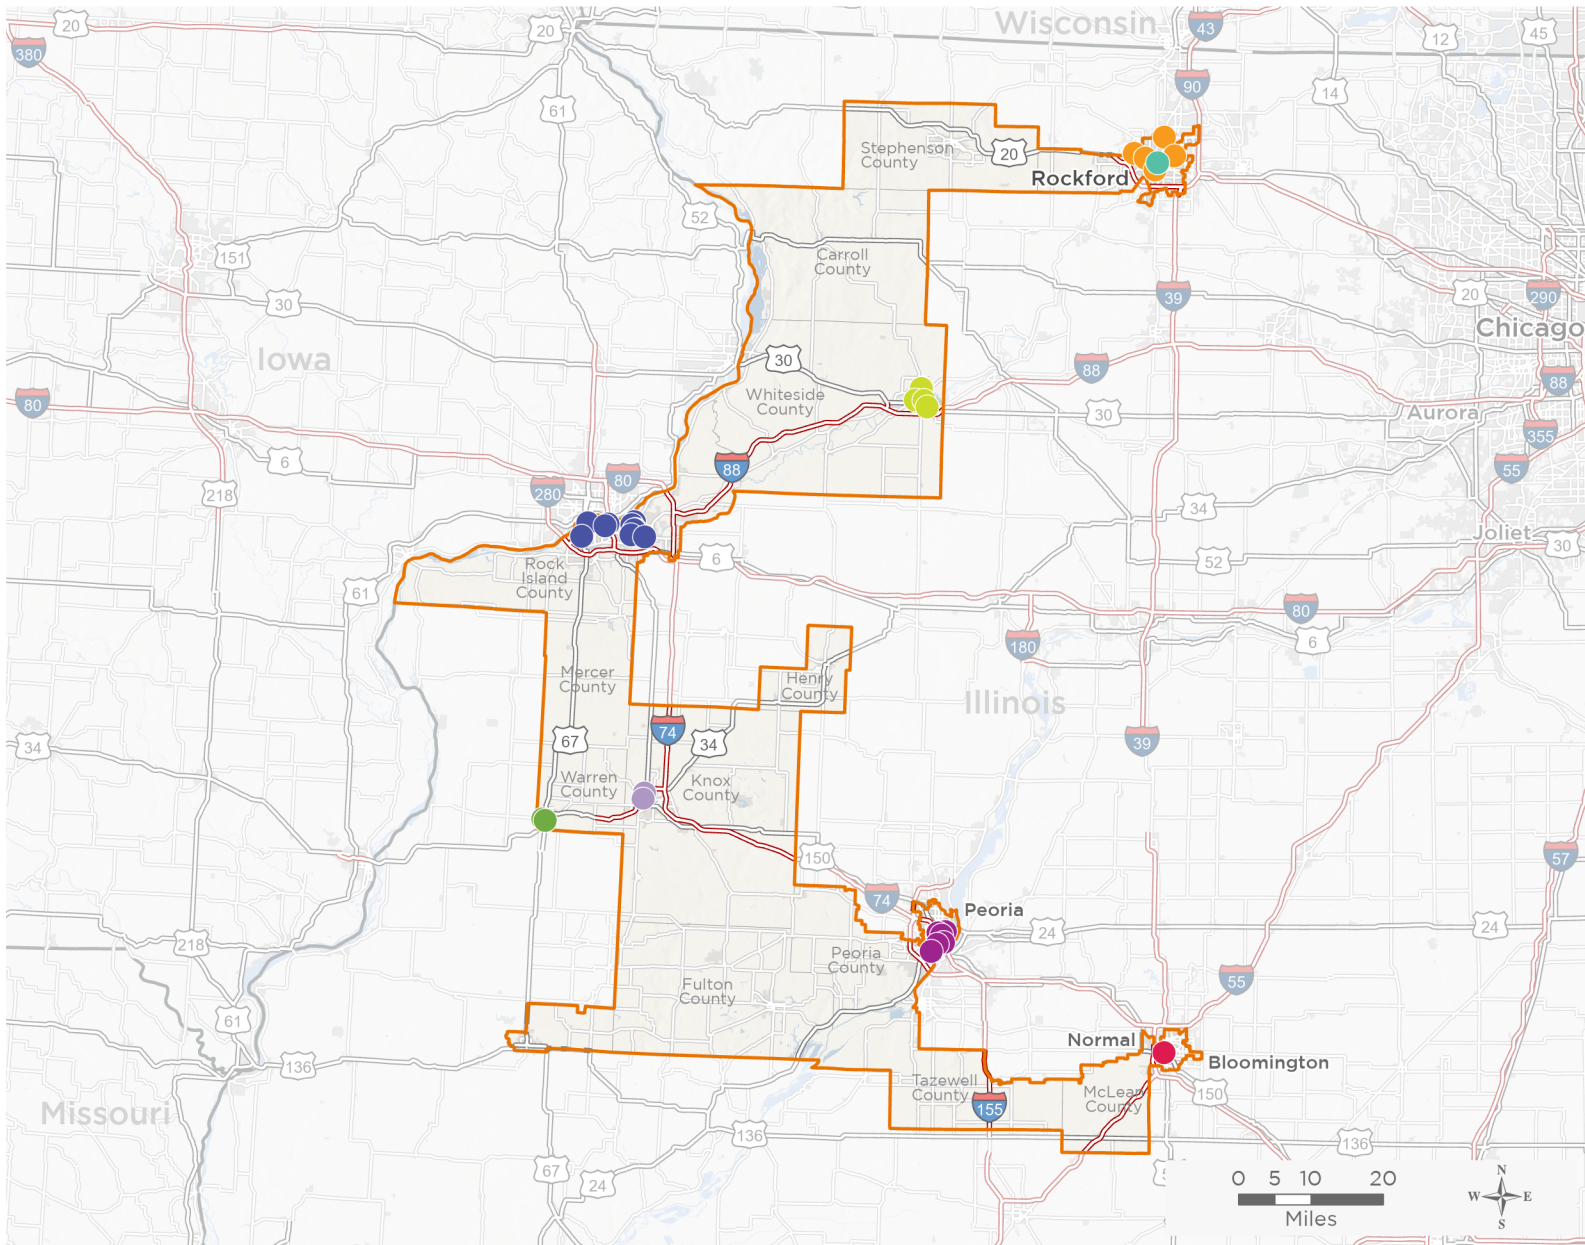 Wisconsin
20
20
43
12
45
380
90
14
61
Stephenson
County
20
Rockford
52
151
Carroll
County
30
39
20
290
Chicago
Iowa
30
88
88
80
Whiteside
County
30
Aurora
355
6
88
55
80
280
218
34
Joliet
30
6
52
Rock
Island
County
61
80
6
180
Mercer
County
Henry
County
Illinois
74
67
34
39
34
Warren
County
Knox
County
150
57
74
Peoria
24
24
218
Peoria
County
55
Fulton
County
61
Normal
Bloomington
136
Tazewell
County
McLean
County
150
155
Missouri
136
136
67
24
0 5 10 20
Miles
N
W E
S